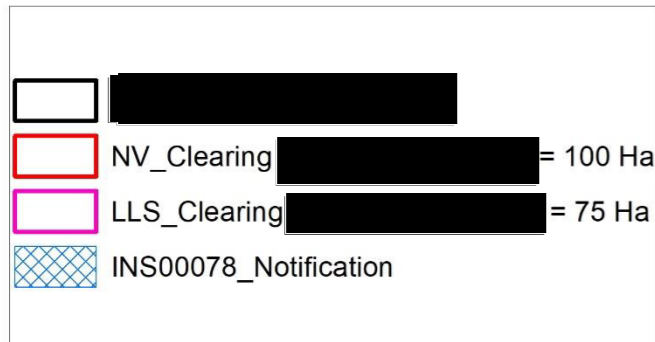 NV_Clearing = 100 Ha
LLS_Clearing = 75 Ha
INS00078_Notification